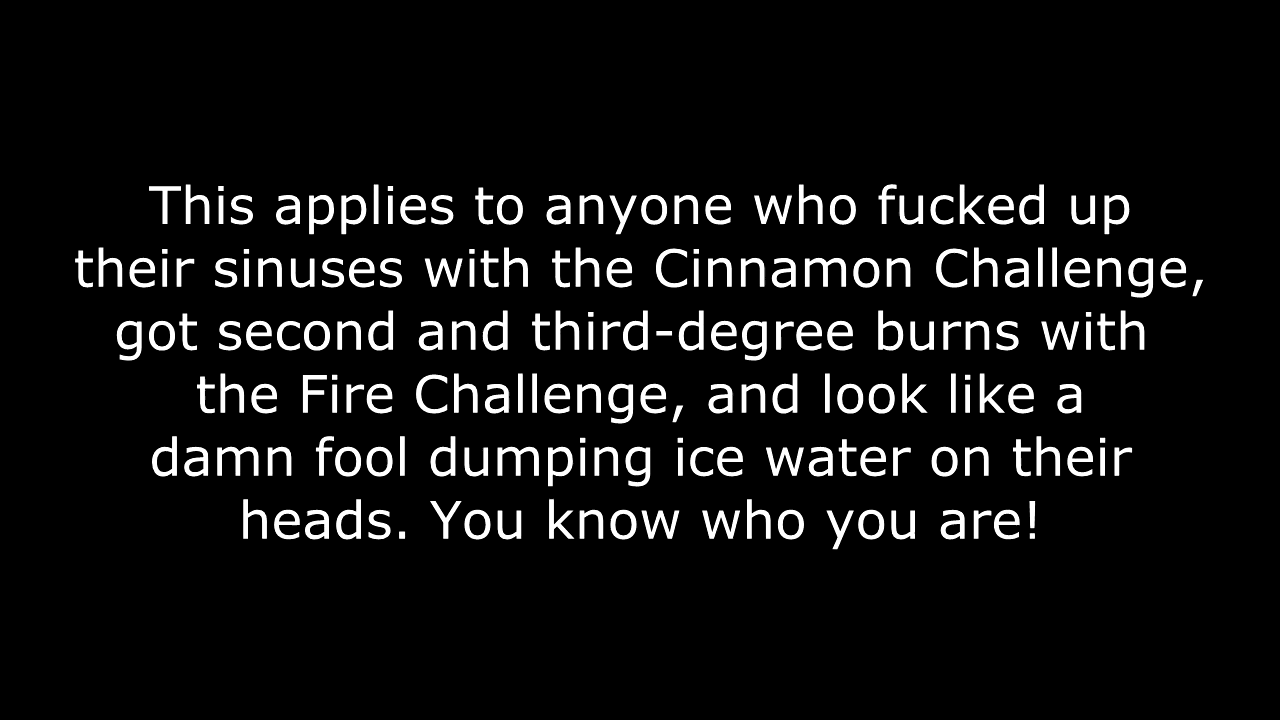 This applies to anyone who fucked up
their sinuses with the Cinnamon Challenge,
got second and third-degree burns with
the Fire Challenge, and look like a
damn fool dumping ice water on their
heads. You know who you are!